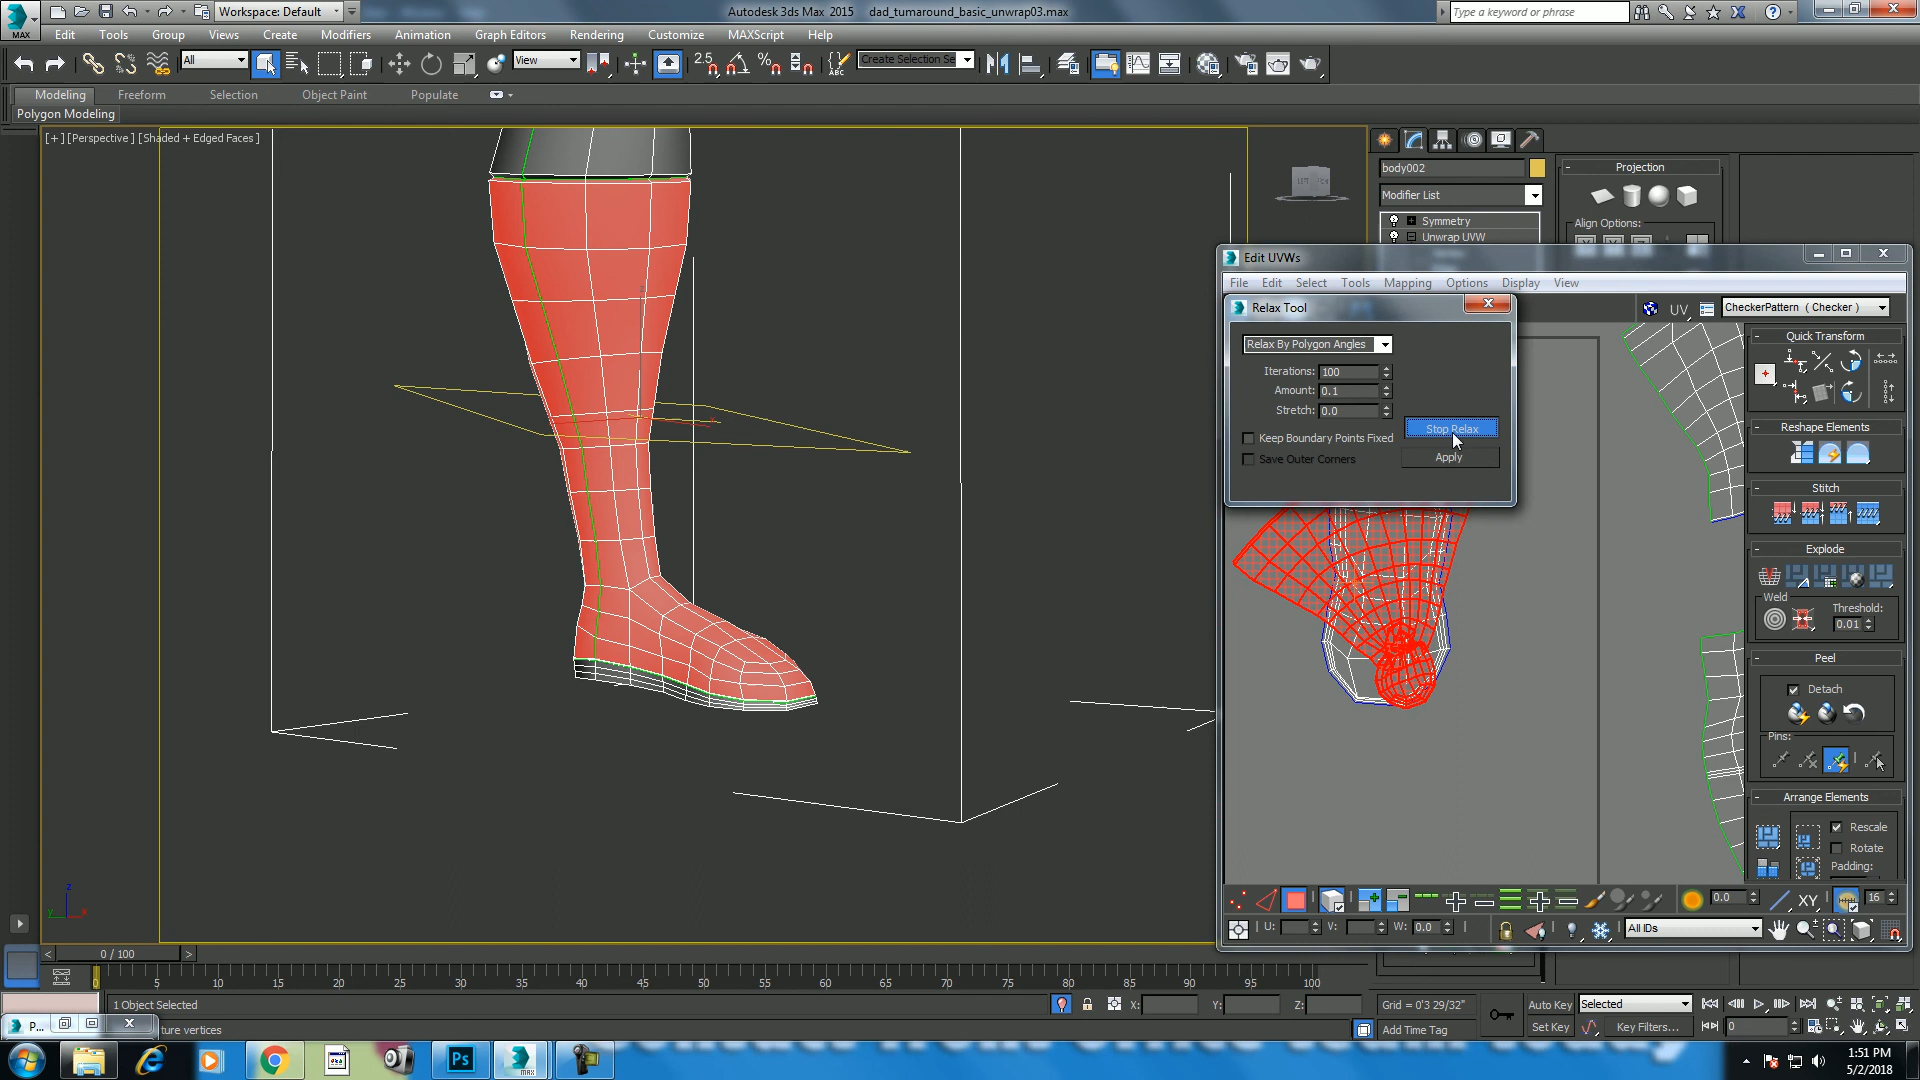 Workspace: Default
Autodesk 3ds Max 2015 dad_turnaround_basic_unwrap03.max
Type a keyword or phrase
MAX
Edit Tools Group Views Create Modifiers Animation Graph Editors Rendering Customize MAXScript Help
All
View
2.5
Create Selection Se
Modeling Freeform Selection Object Paint Populate
Polygon Modeling
[+] [Perspective ] [Shaded + Edged Faces ]
body002
Modifier List
Symmetry
Unwrap UVW
Projection
Align Options:
Edit UVWs
File Edit Select Tools Mapping Options Display View
UV
CheckerPattern ( Checker )
Relax Tool
Relax By Polygon Angles
Iterations: 100
Amount: 0.1
Stretch: 0.0
Keep Boundary Points Fixed
Save Outer Corners
Stop Relax
Apply
Quick Transform
Reshape Elements
Stitch
Explode
Weld
Threshold:
0.01
Peel
Detach
Pins:
Arrange Elements
Rescale
Rotate
Padding:
0.0
XY
16
U: V: W: 0.0
All IDs
0 / 100
0 5 10 15 20 25 30 35 40 45 50 55 60 65 70 75 80 85 90 95 100
1 Object Selected
X: Y: Z:
Grid = 0'3 29/32"
Add Time Tag
Auto Key
Selected
Set Key
Key Filters...
0
P...
ture vertices
Ps
MAX
1:51 PM
5/2/2018